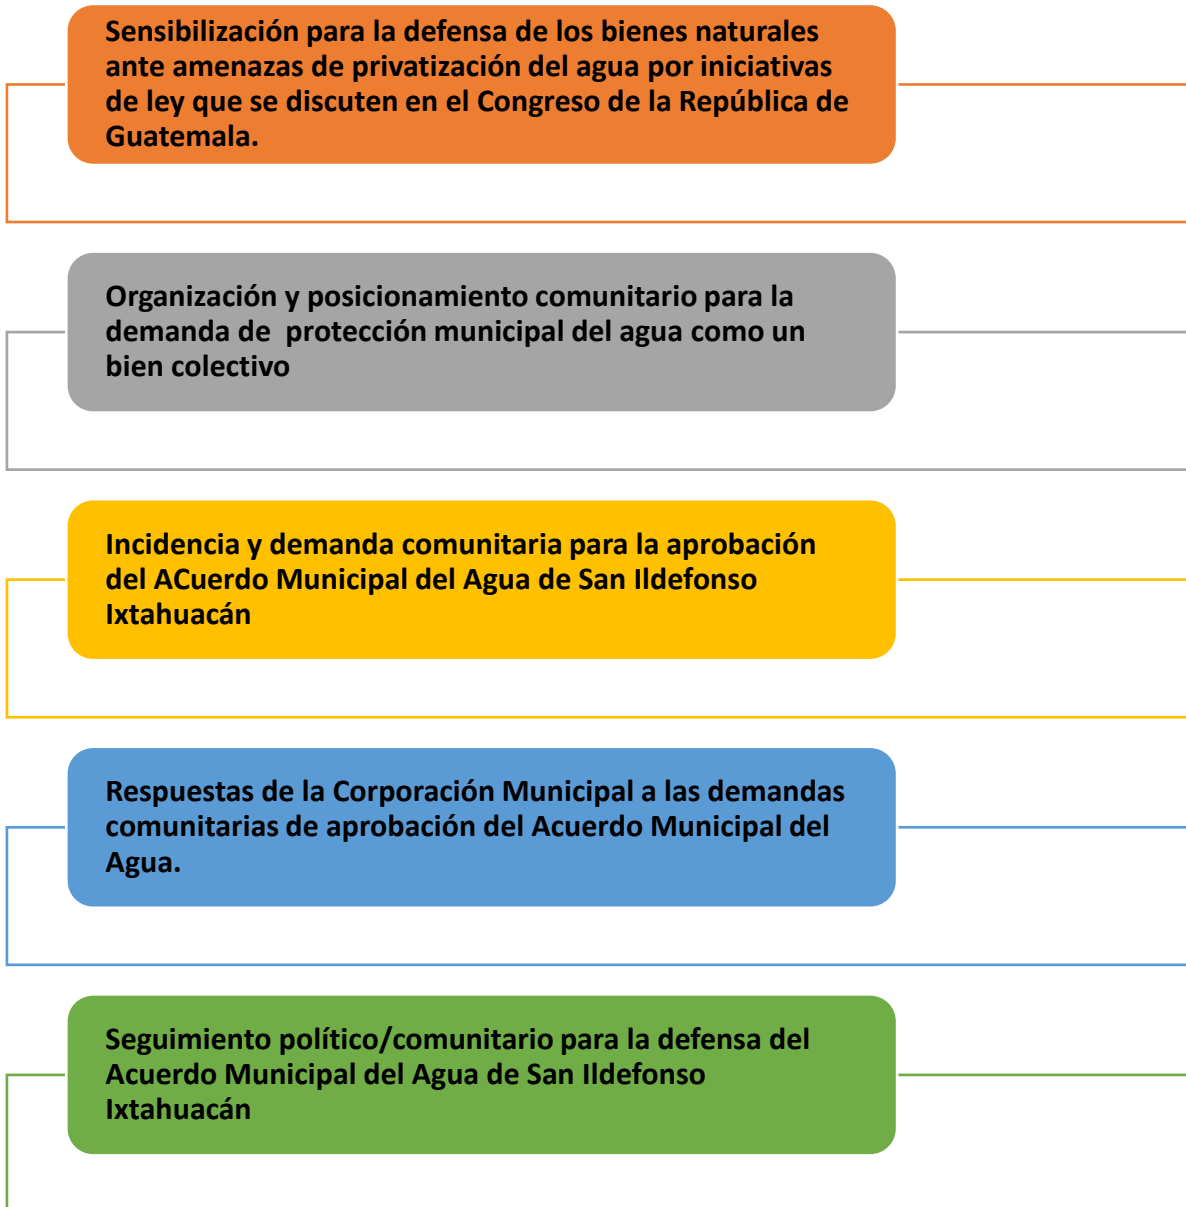 Sensibilización para la defensa de los bienes naturales
ante amenazas de privatización del agua por iniciativas
de ley que se discuten en el Congreso de la República de
Guatemala.
Organización y posicionamiento comunitario para la
demanda de  protección municipal del agua como un
bien colectivo
Incidencia y demanda comunitaria para la aprobación
del ACuerdo Municipal del Agua de San Ildefonso
Ixtahuacán
Respuestas de la Corporación Municipal a las demandas
comunitarias de aprobación del Acuerdo Municipal del
Agua.
Seguimiento político/comunitario para la defensa del
Acuerdo Municipal del Agua de San Ildefonso
Ixtahuacán